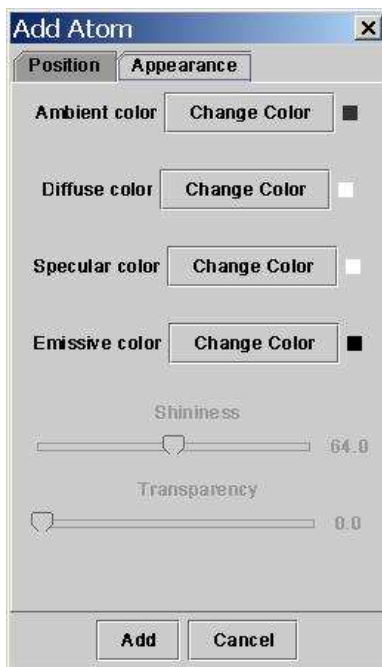 Add Atom
Position Appearance
Ambient color Change Color
Diffuse color Change Color
Specular color Change Color
Emissive color Change Color
Shininess
64.0
Transparency
0.0
Add Cancel